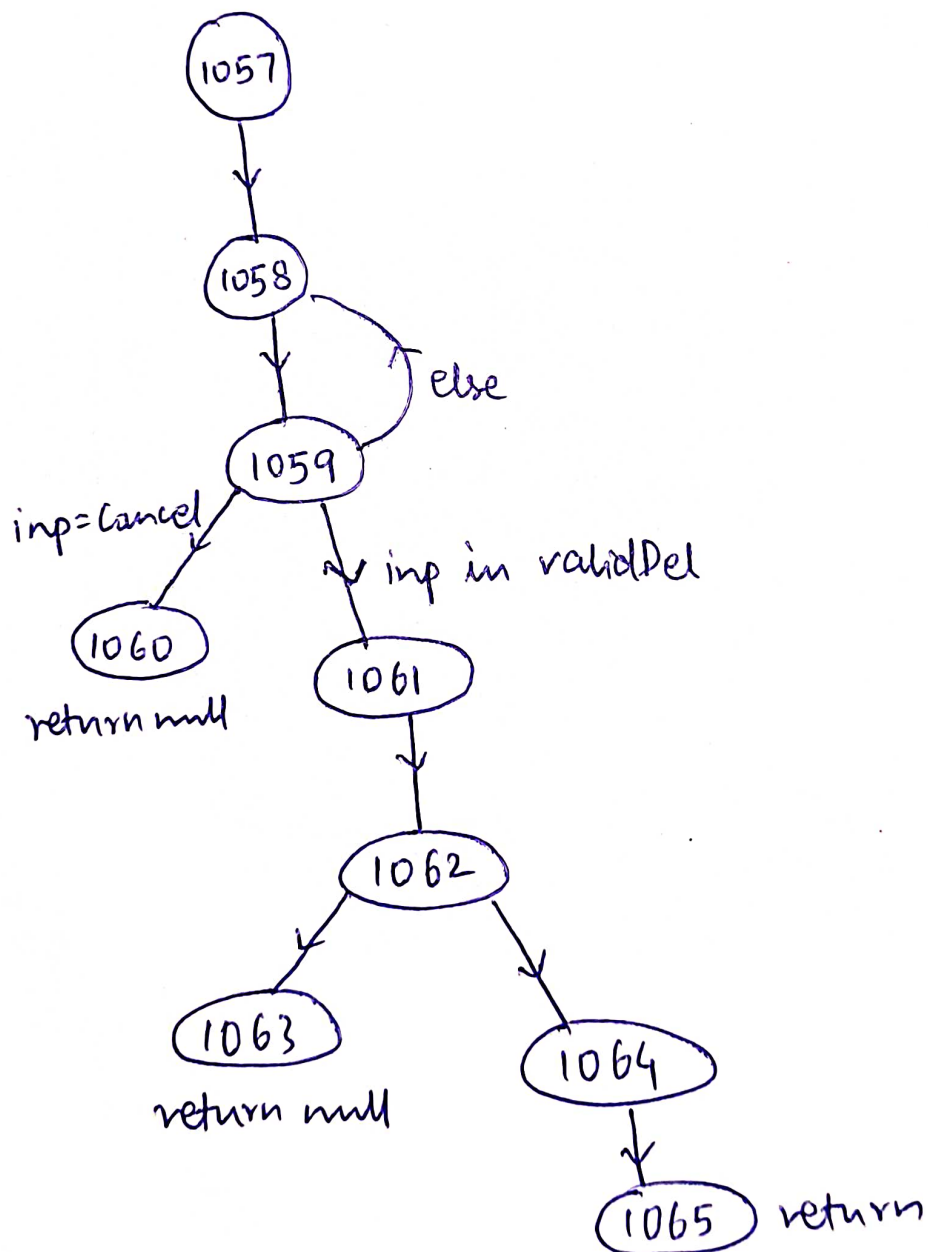 1057
1058
else
1059
inp=Cancel
inp in validDel
1060
return null
1061
1062
1063
return null
1064
1065 return